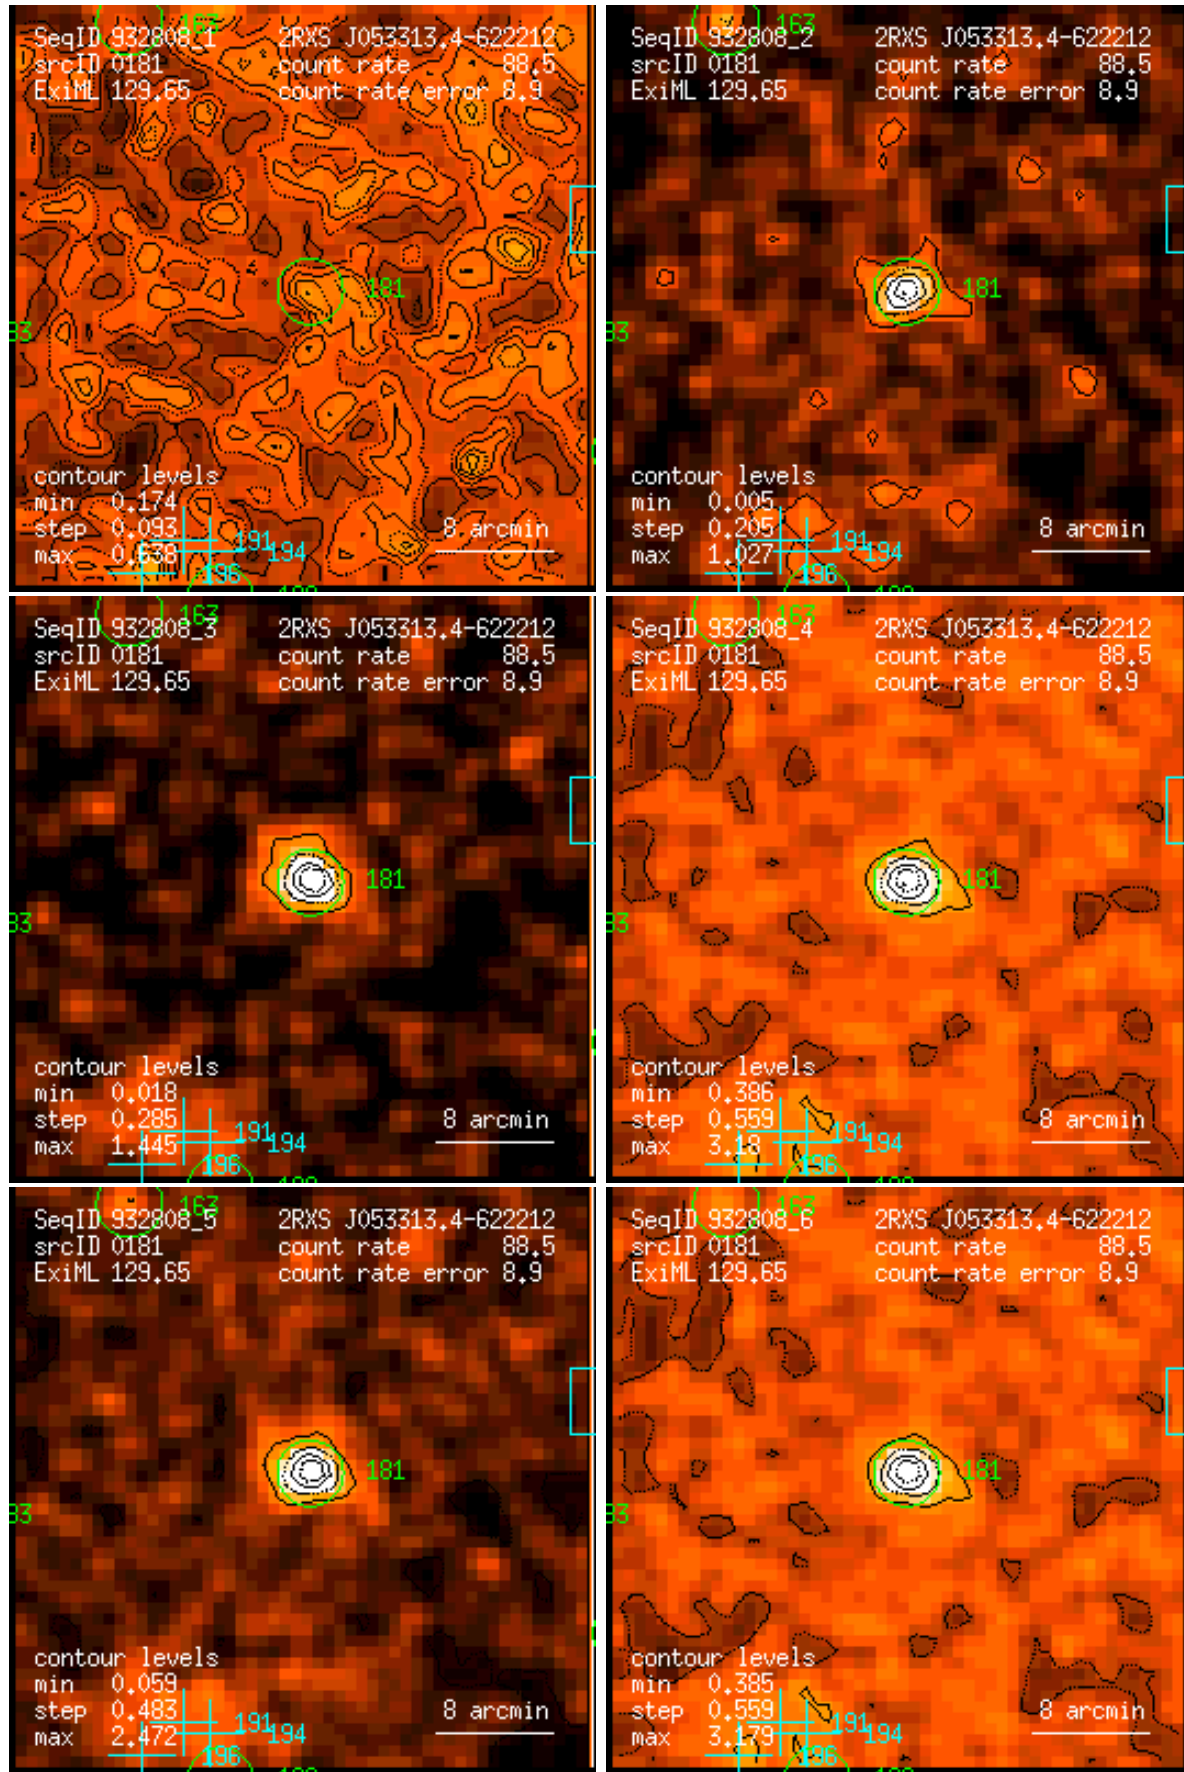 163
SeqID 932808_1 2RXS J053313.4-622212
srcID 0181 count rate 88.5
ExiML 129.65 count rate error 8.9
181
83
contour levels
min 0.174
step 0.093 8 arcmin
max 0.638
191 194
196
163
SeqID 932808_2 2RXS J053313.4-622212
srcID 0181 count rate 88.5
ExiML 129.65 count rate error 8.9
181
83
contour levels
min 0.005
step 0.205 8 arcmin
max 1.027
191 194
196
163
SeqID 932808_3 2RXS J053313.4-622212
srcID 0181 count rate 88.5
ExiML 129.65 count rate error 8.9
181
83
contour levels
min 0.018
step 0.285 8 arcmin
max 1.445
191 194
196
163
SeqID 932808_4 2RXS J053313.4-622212
srcID 0181 count rate 88.5
ExiML 129.65 count rate error 8.9
181
83
contour levels
min 0.386
step 0.559 8 arcmin
max 3.18
191 194
196
163
SeqID 932808_5 2RXS J053313.4-622212
srcID 0181 count rate 88.5
ExiML 129.65 count rate error 8.9
181
83
contour levels
min 0.059
step 0.483 8 arcmin
max 2.472
191 194
196
163
SeqID 932808_6 2RXS J053313.4-622212
srcID 0181 count rate 88.5
ExiML 129.65 count rate error 8.9
181
83
contour levels
min 0.385
step 0.559 8 arcmin
max 3.179
191 194
196